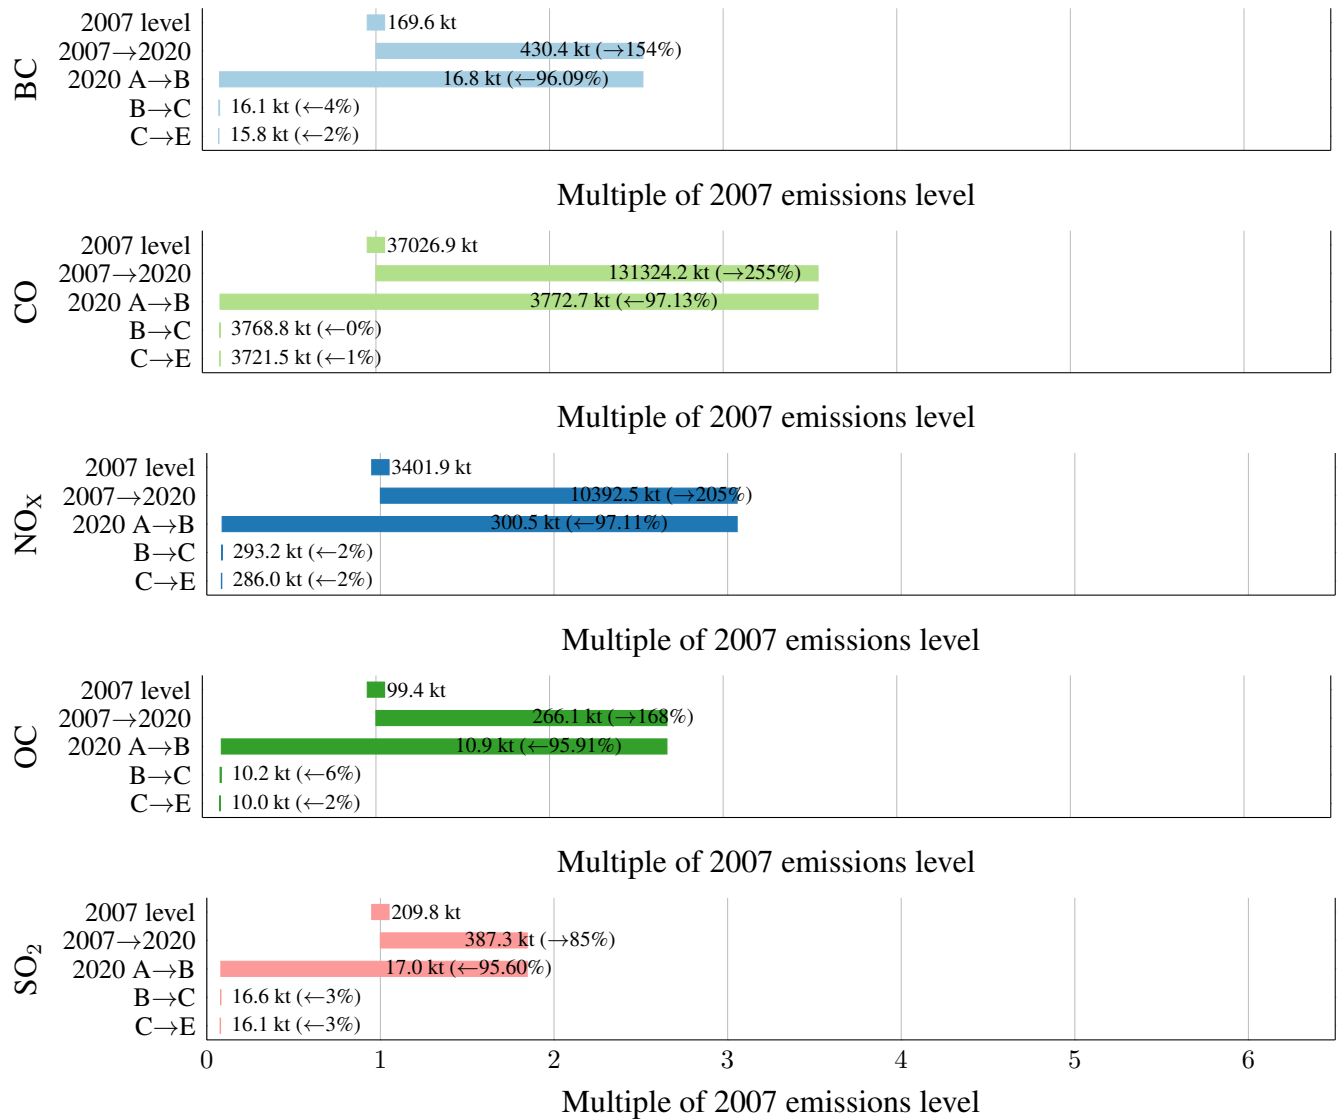 BC
2007 level 169.6 kt
2007→2020 430.4 kt (→154%)
2020 A→B 16.8 kt (←96.09%)
B→C 16.1 kt (←4%)
C→E 15.8 kt (←2%)
Multiple of 2007 emissions level
CO
2007 level 37026.9 kt
2007→2020 131324.2 kt (→255%)
2020 A→B 3772.7 kt (←97.13%)
B→C 3768.8 kt (←0%)
C→E 3721.5 kt (←1%)
Multiple of 2007 emissions level
NOₓ
2007 level 3401.9 kt
2007→2020 10392.5 kt (→205%)
2020 A→B 300.5 kt (←97.11%)
B→C 293.2 kt (←2%)
C→E 286.0 kt (←2%)
Multiple of 2007 emissions level
OC
2007 level 99.4 kt
2007→2020 266.1 kt (→168%)
2020 A→B 10.9 kt (←95.91%)
B→C 10.2 kt (←6%)
C→E 10.0 kt (←2%)
Multiple of 2007 emissions level
SO₂
2007 level 209.8 kt
2007→2020 387.3 kt (→85%)
2020 A→B 17.0 kt (←95.60%)
B→C 16.6 kt (←3%)
C→E 16.1 kt (←3%)
0 1 2 3 4 5 6
Multiple of 2007 emissions level